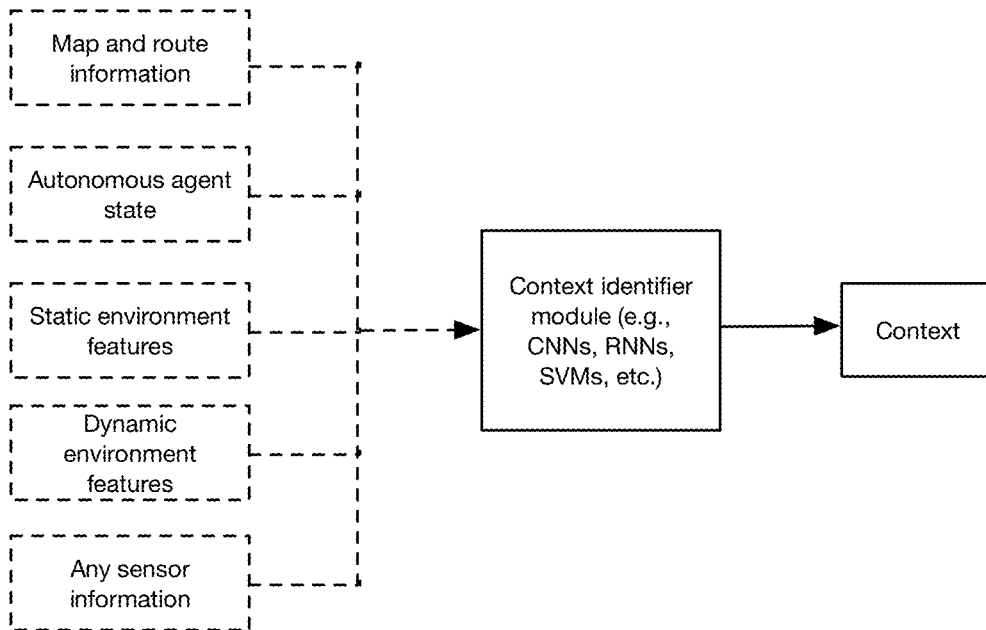 Map and route
information
Autonomous agent
state
Static environment
features
Dynamic
environment
features
Any sensor
information
Context identifier
module (e.g.,
CNNs, RNNs,
SVMs, etc.)
Context